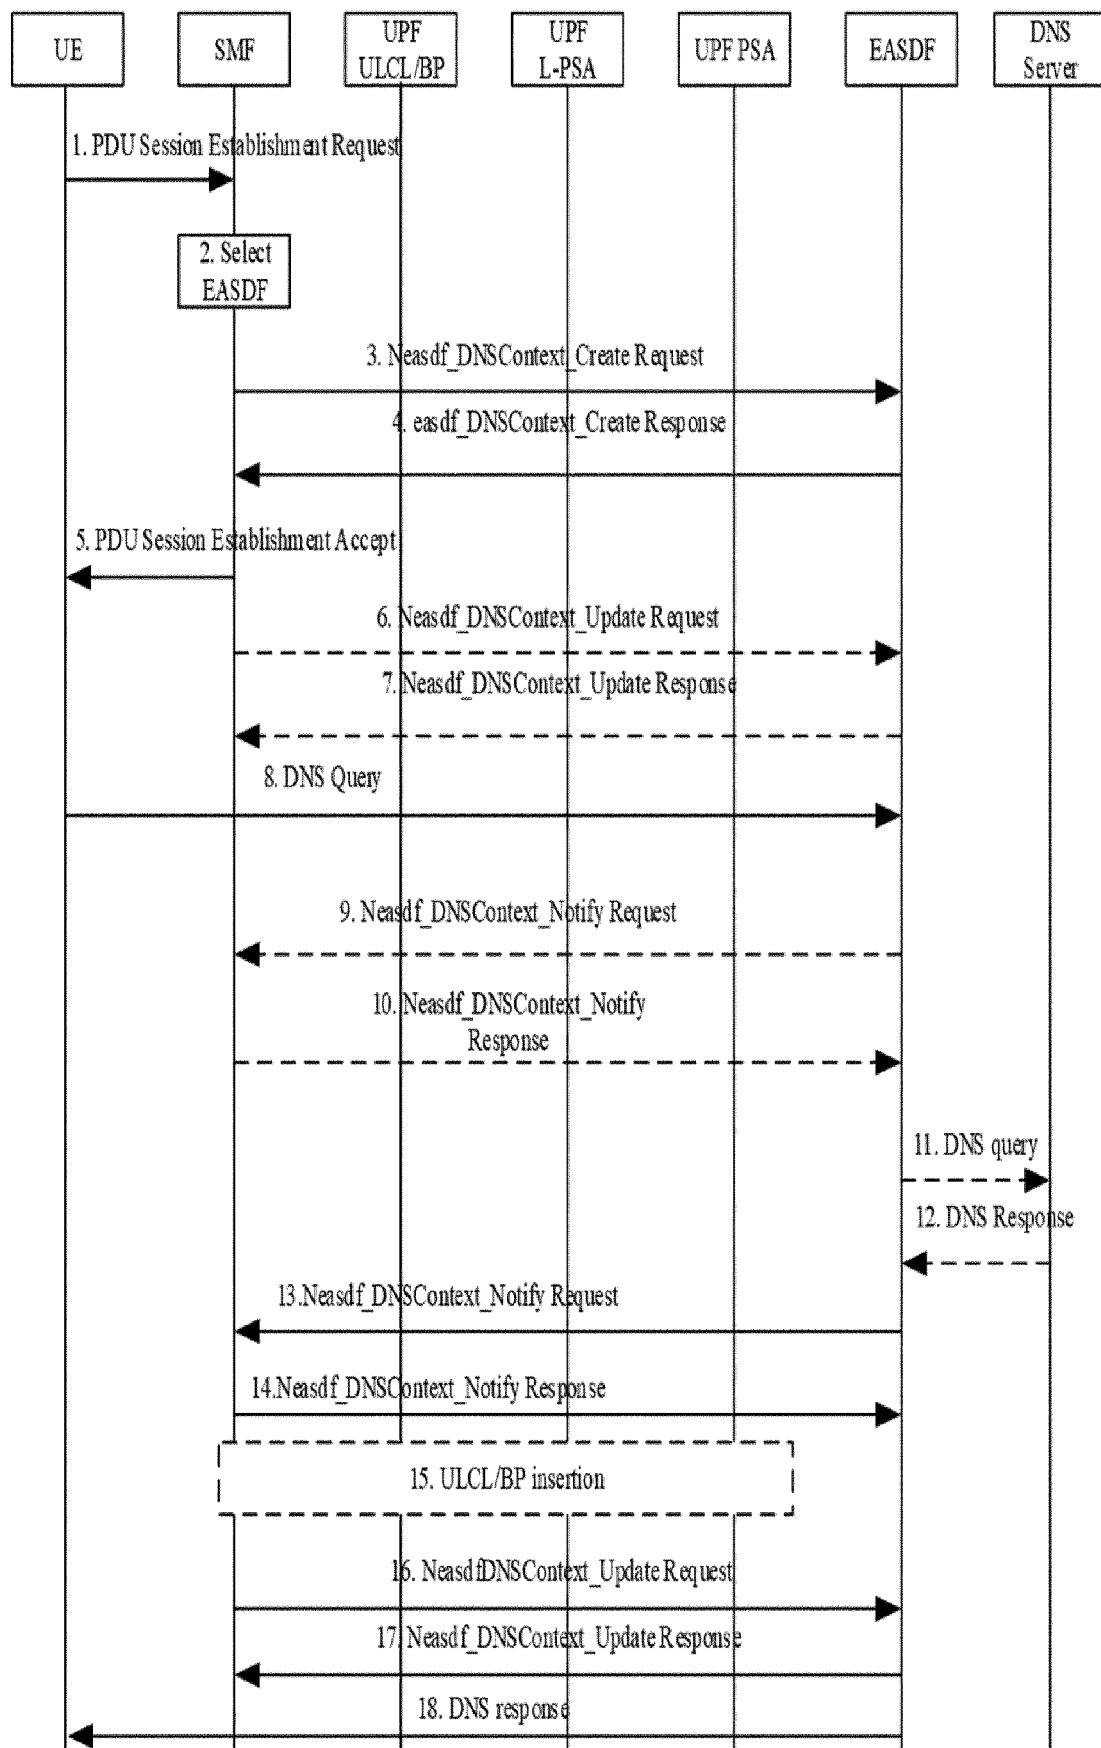 UE
SMF
UPF
ULCL/BP
UPF
L-PSA
UPF PSA
EASDF
DNS
Server
1. PDU Session Establishment Request
2. Select
EASDF
3. Neasdf_DNSContext_Create Request
4. easdf_DNSContext_Create Response
5. PDU Session Establishment Accept
6. Neasdf_DNSContext_Update Request
7. Neasdf_DNSContext_Update Response
8. DNS Query
9. Neasdf_DNSContext_Notify Request
10. Neasdf_DNSContext_Notify
Response
11. DNS query
12. DNS Response
13.Neasdf_DNSContext_Notify Request
14.Neasdf_DNSContext_Notify Response
15. ULCL/BP insertion
16. NeasdfDNSContext_Update Request
17. Neasdf_DNSContext_Update Response
18. DNS response